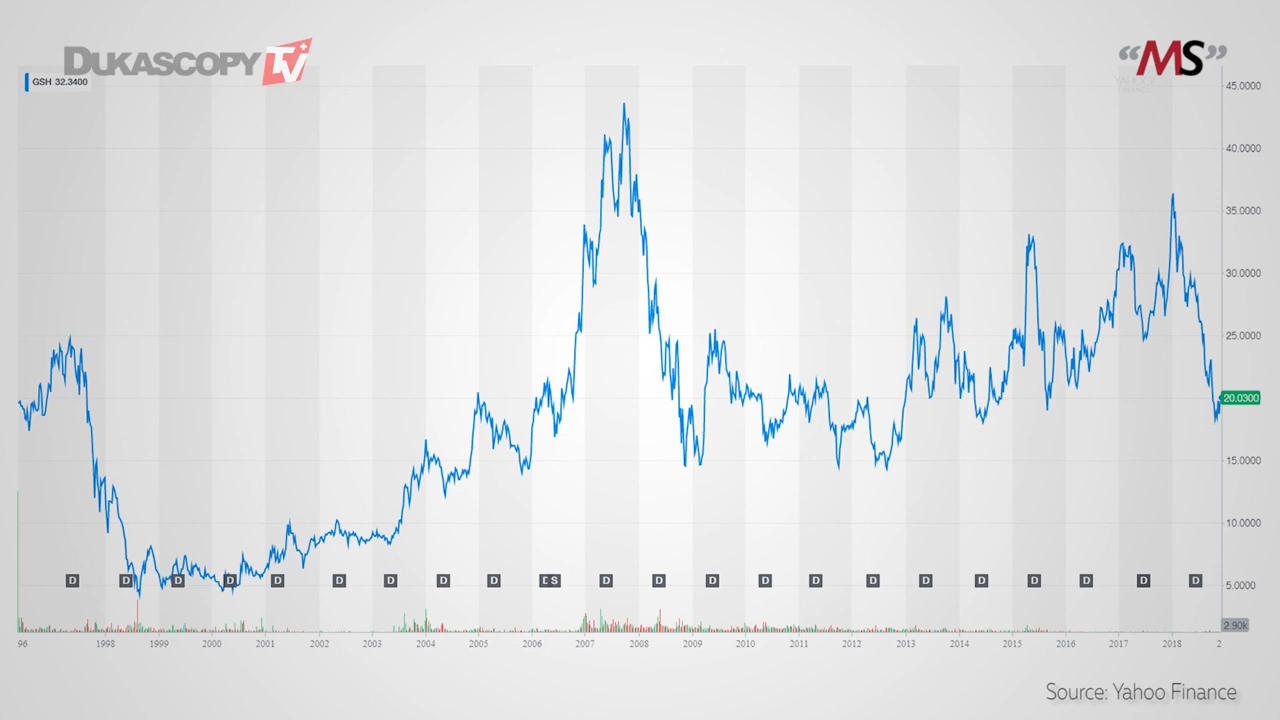 DUKASCOPY TV
“MS”
YAHOO
FINANCE
GSH 32.3400
45.0000
40.0000
35.0000
30.0000
25.0000
20.0300
15.0000
10.0000
5.0000
D D D D D D D D D D S D D D D D D D D D D D D
2.90k
96 1998 1999 2000 2001 2002 2003 2004 2005 2006 2007 2008 2009 2010 2011 2012 2013 2014 2015 2016 2017 2018 2
Source: Yahoo Finance